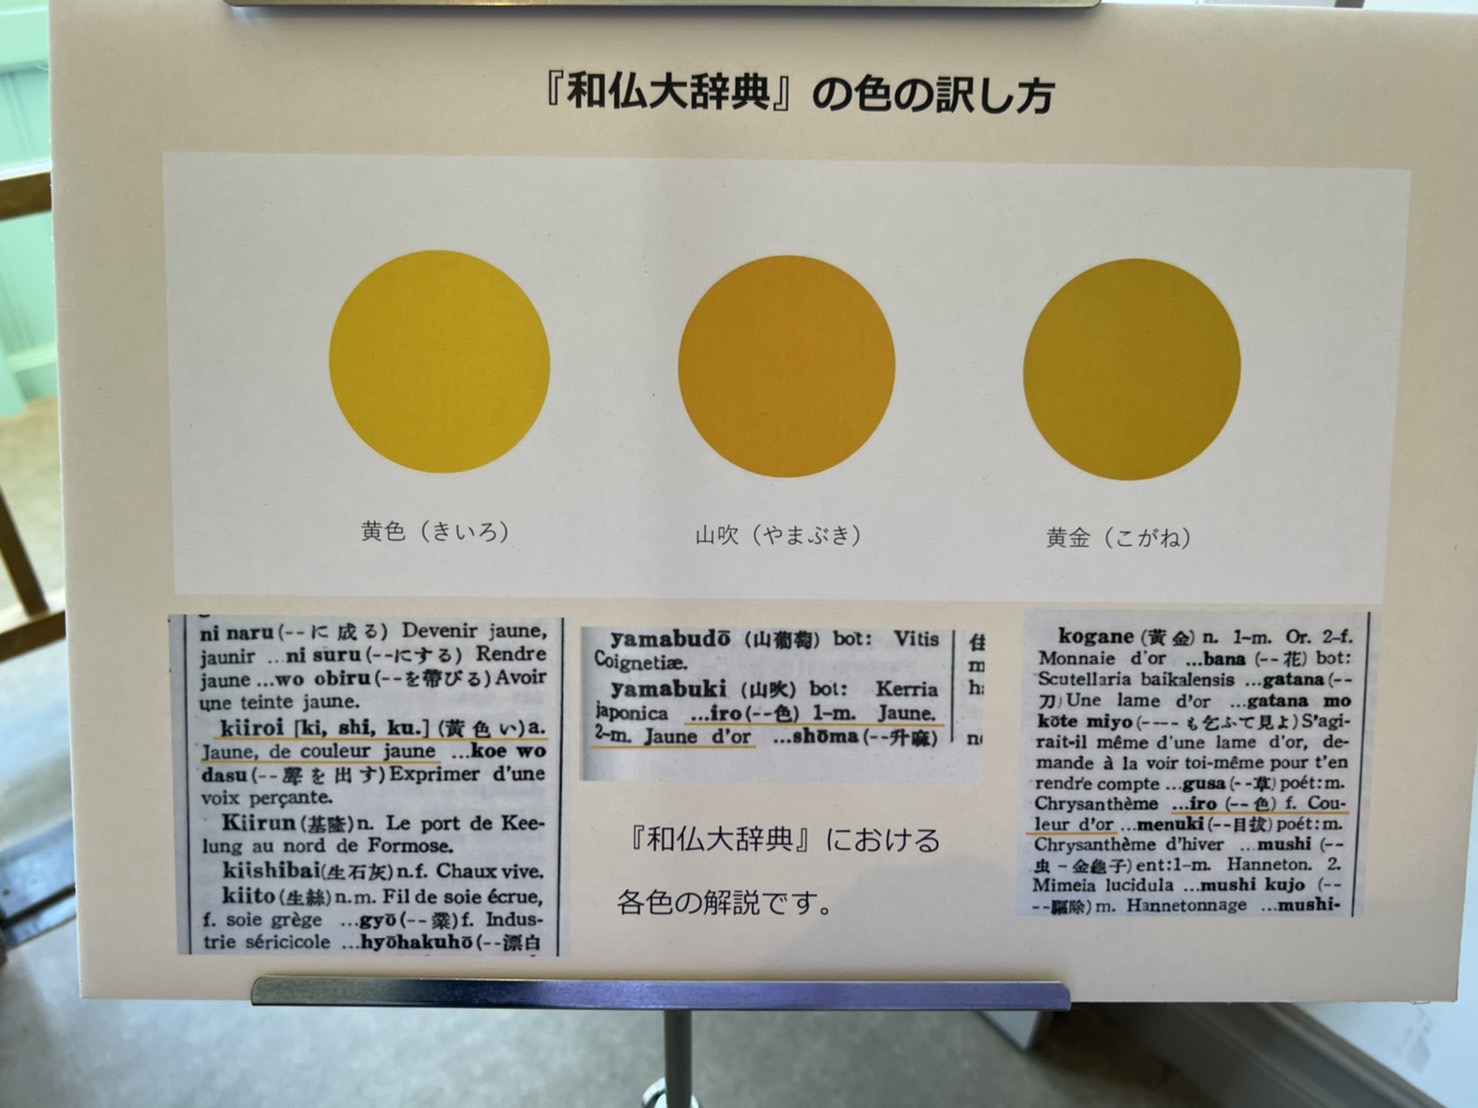 『和仏大辞典』の色の訳し方
黄色（きいろ）
山吹（やまぶき）
黄金（こがね）
ni naru (--に 成る) Devenir jaune,
jaunir ...ni suru (--にする) Rendre
jaune ...wo obiru (--を帯びる) Avoir
une teinte jaune.
kiiroi [ki, shi, ku.] (黄色い) a.
Jaune, de couleur jaune ...koe wo
dasu (--聲を出す) Exprimer d'une
voix perçante.
Kiirun (基隆) n. Le port de Kee-
lung au nord de Formose.
kiishibai (生石灰) n.f. Chaux vive.
kiito (生絲) n.m. Fil de soie écrue,
f. soie grège ...gyō (--業) f. Indus-
trie séricicole ...hyōhakuhō (--漂白
yamabudō (山葡萄) bot: Vitis
Coignetiæ.
yamabuki (山吹) bot: Kerria
japonica ...iro (--色) 1-m. Jaune.
2-m. Jaune d'or ...shōma (--升麻)
kogane (黄金) n. 1-m. Or. 2-f.
Monnaie d'or ...bana (--花) bot:
Scutellaria baikalensis ...gatana (--
刀) Une lame d'or ...gatana mo
kōte miyo (----も乞ふて見よ) S'agi-
rait-il même d'une lame d'or, de-
mande à la voir toi-même pour t'en
rendre compte ...gusa (--草) poét: m.
Chrysanthème ...iro (--色) f. Cou-
leur d'or ...menuki (--目抜) poét: m.
Chrysanthème d'hiver ...mushi (--
虫-金龜子) ent: 1-m. Hanneton. 2.
Mimeia lucidula ...mushi kujo (--
--驅除) m. Hannetonnage ...mushi-
『和仏大辞典』における
各色の解説です。